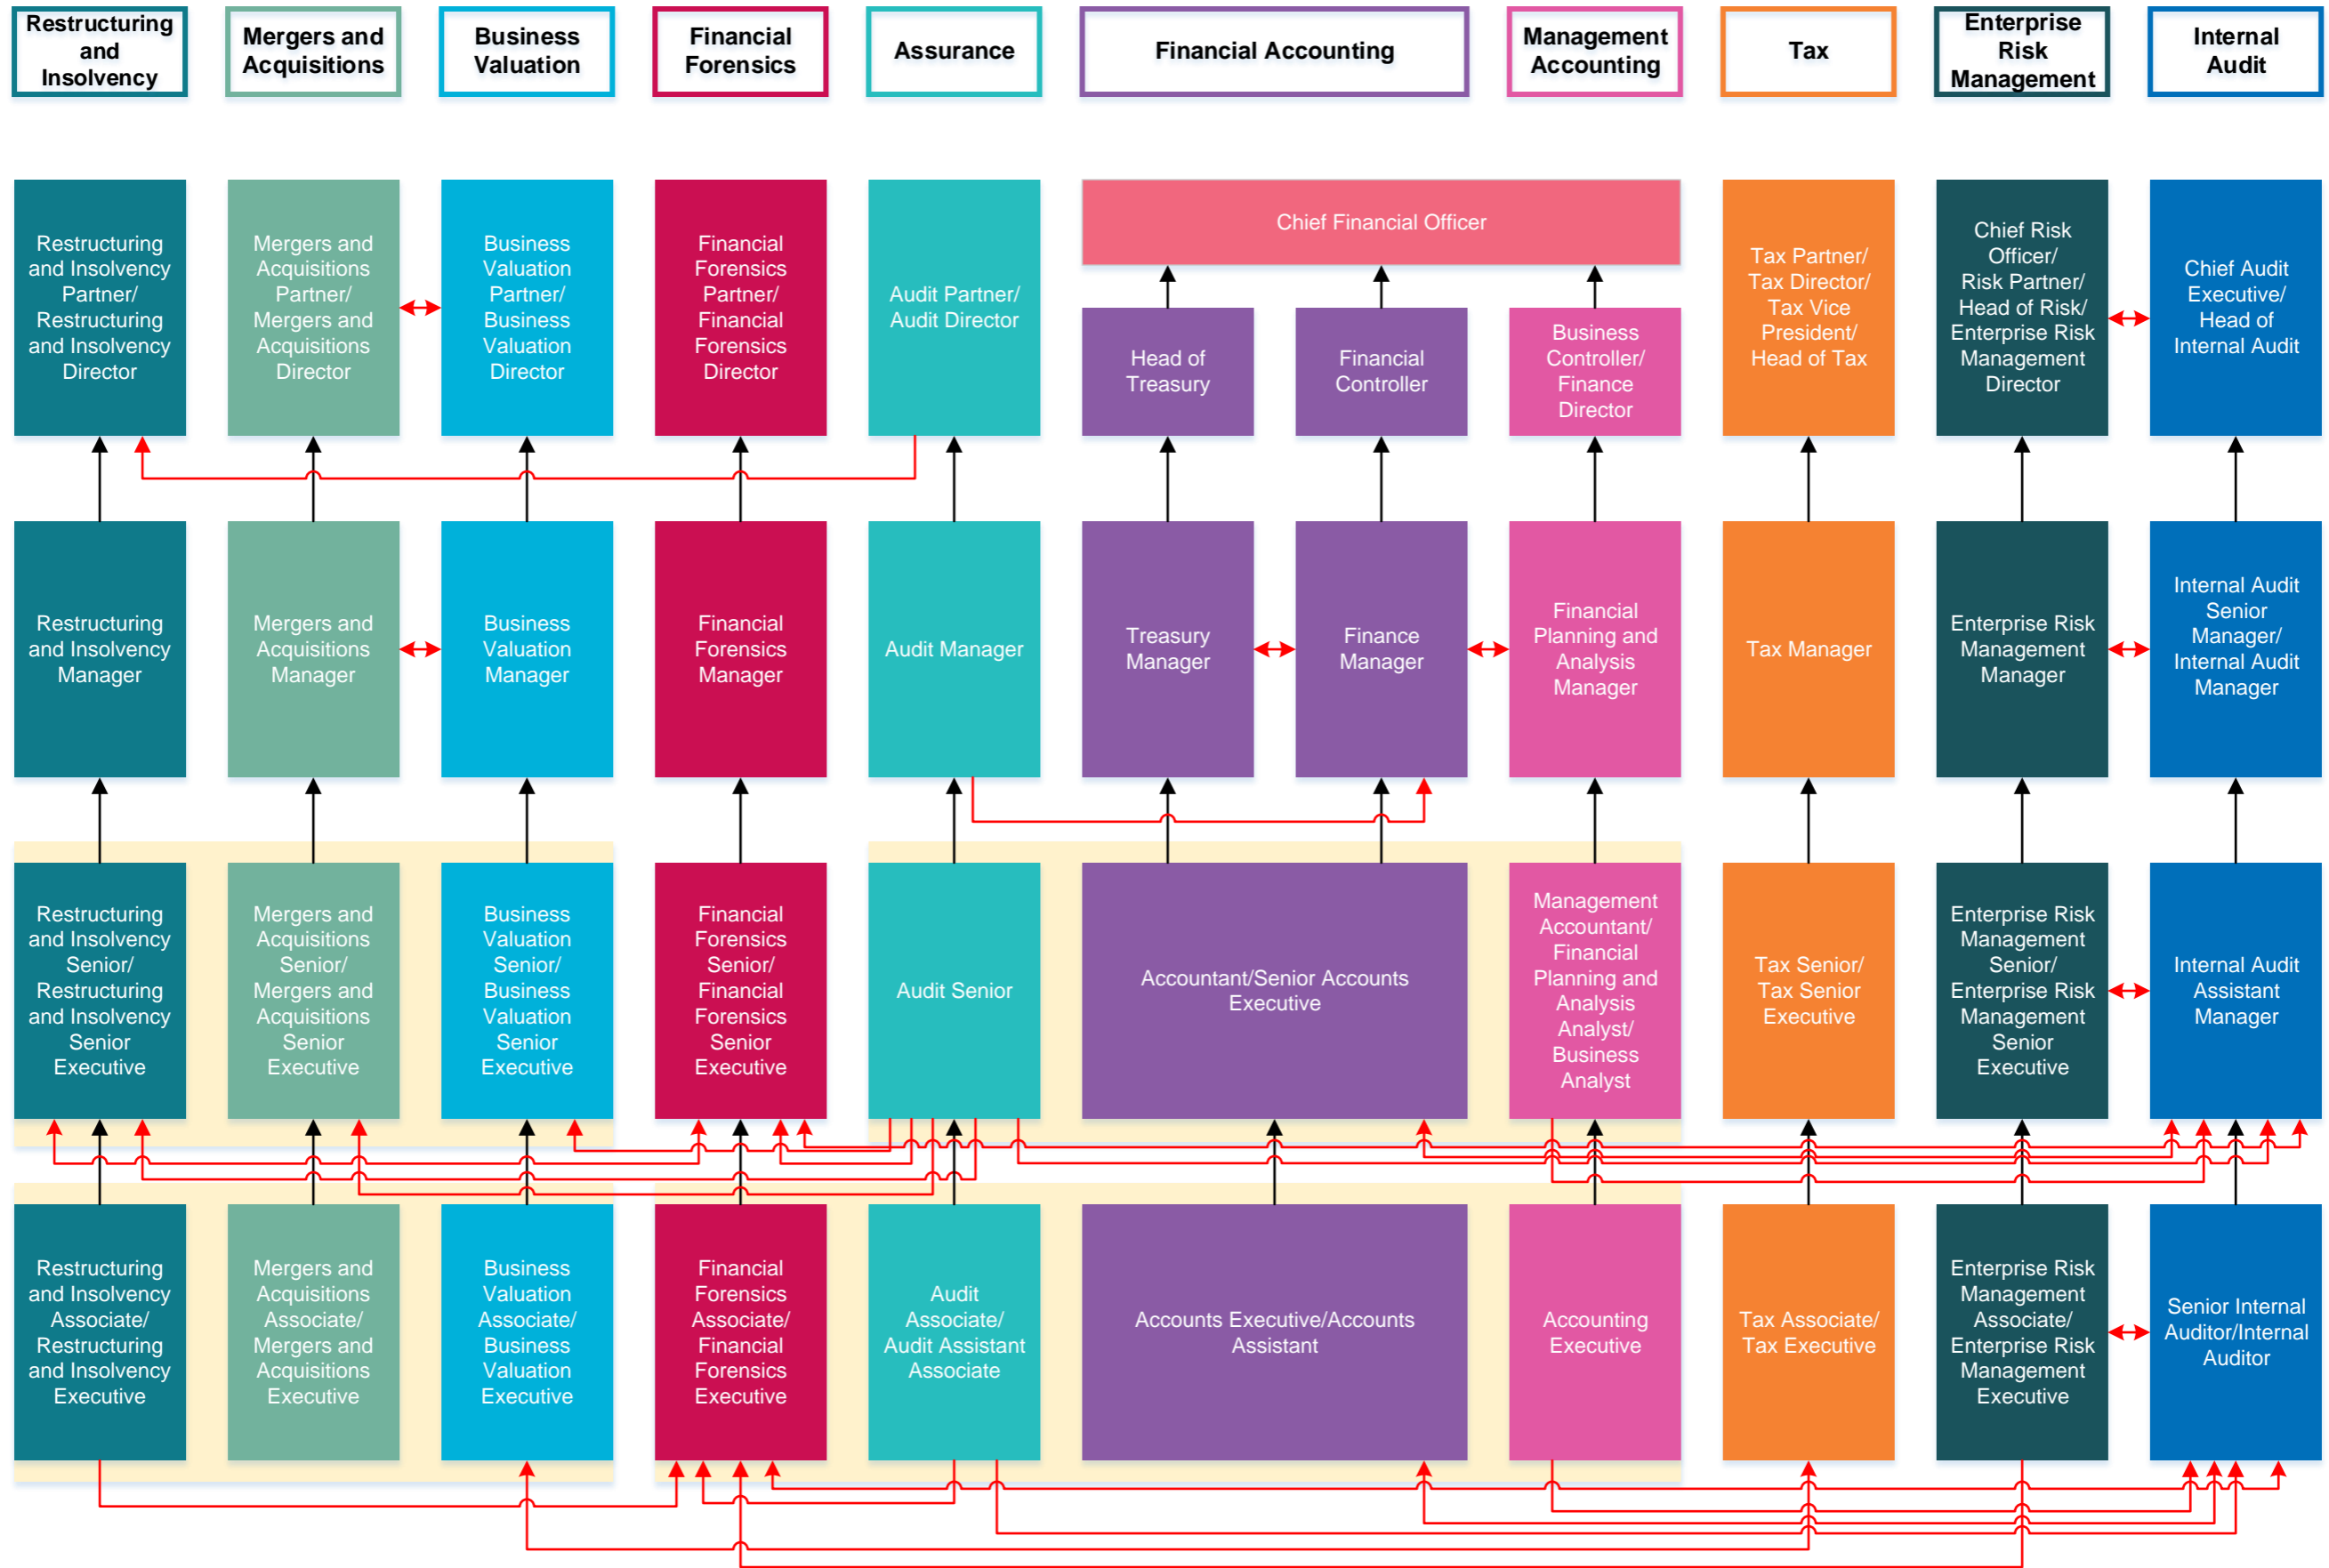 Restructuring
and
Insolvency
Mergers and
Acquisitions
Business
Valuation
Financial
Forensics
Assurance
Financial Accounting
Management
Accounting
Tax
Enterprise
Risk
Management
Internal
Audit
Restructuring
and Insolvency
Partner/
Restructuring
and Insolvency
Director
Mergers and
Acquisitions
Partner/
Mergers and
Acquisitions
Director
Business
Valuation
Partner/
Business
Valuation
Director
Financial
Forensics
Partner/
Financial
Forensics
Director
Audit Partner/
Audit Director
Chief Financial Officer
Head of
Treasury
Financial
Controller
Business
Controller/
Finance
Director
Tax Partner/
Tax Director/
Tax Vice
President/
Head of Tax
Chief Risk
Officer/
Risk Partner/
Head of Risk/
Enterprise Risk
Management
Director
Chief Audit
Executive/
Head of
Internal Audit
Restructuring
and Insolvency
Manager
Mergers and
Acquisitions
Manager
Business
Valuation
Manager
Financial
Forensics
Manager
Audit Manager
Treasury
Manager
Finance
Manager
Financial
Planning and
Analysis
Manager
Tax Manager
Enterprise Risk
Management
Manager
Internal Audit
Senior
Manager/
Internal Audit
Manager
Restructuring
and Insolvency
Senior/
Restructuring
and Insolvency
Senior
Executive
Mergers and
Acquisitions
Senior/
Mergers and
Acquisitions
Senior
Executive
Business
Valuation
Senior/
Business
Valuation
Senior
Executive
Financial
Forensics
Senior/
Financial
Forensics
Senior
Executive
Audit Senior
Accountant/Senior Accounts
Executive
Management
Accountant/
Financial
Planning and
Analysis
Analyst/
Business
Analyst
Tax Senior/
Tax Senior
Executive
Enterprise Risk
Management
Senior/
Enterprise Risk
Management
Senior
Executive
Internal Audit
Assistant
Manager
Restructuring
and Insolvency
Associate/
Restructuring
and Insolvency
Executive
Mergers and
Acquisitions
Associate/
Mergers and
Acquisitions
Executive
Business
Valuation
Associate/
Business
Valuation
Executive
Financial
Forensics
Associate/
Financial
Forensics
Executive
Audit
Associate/
Audit Assistant
Associate
Accounts Executive/Accounts
Assistant
Accounting
Executive
Tax Associate/
Tax Executive
Enterprise Risk
Management
Associate/
Enterprise Risk
Management
Executive
Senior Internal
Auditor/Internal
Auditor